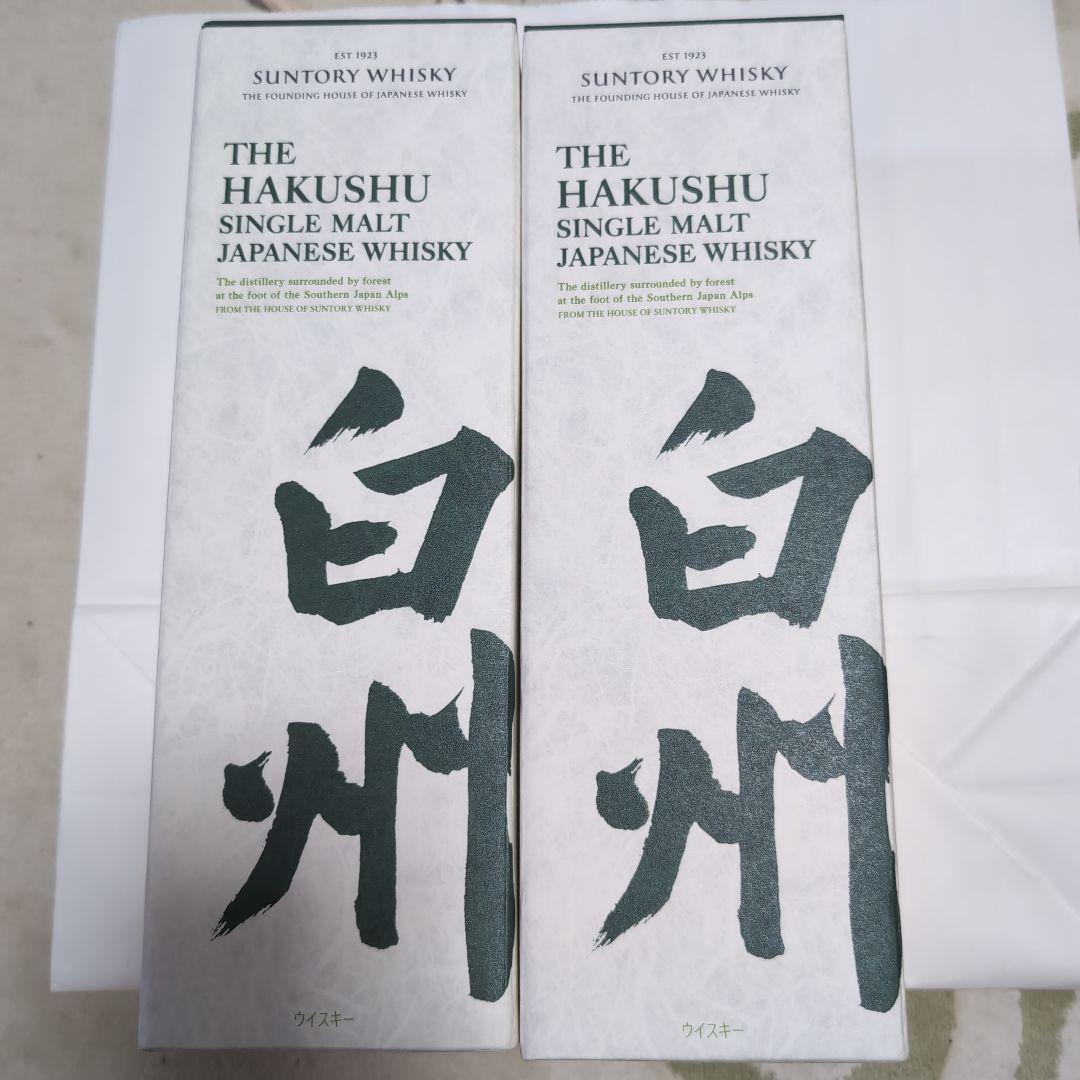 EST 1923
SUNTORY WHISKY
THE FOUNDING HOUSE OF JAPANESE WHISKY
THE
HAKUSHU
SINGLE MALT
JAPANESE WHISKY
The distillery surrounded by forest
at the foot of the Southern Japan Alps
FROM THE HOUSE OF SUNTORY WHISKY
白
州
ウイスキー
EST 1923
SUNTORY WHISKY
THE FOUNDING HOUSE OF JAPANESE WHISKY
THE
HAKUSHU
SINGLE MALT
JAPANESE WHISKY
The distillery surrounded by forest
at the foot of the Southern Japan Alps
FROM THE HOUSE OF SUNTORY WHISKY
白
州
ウイスキー